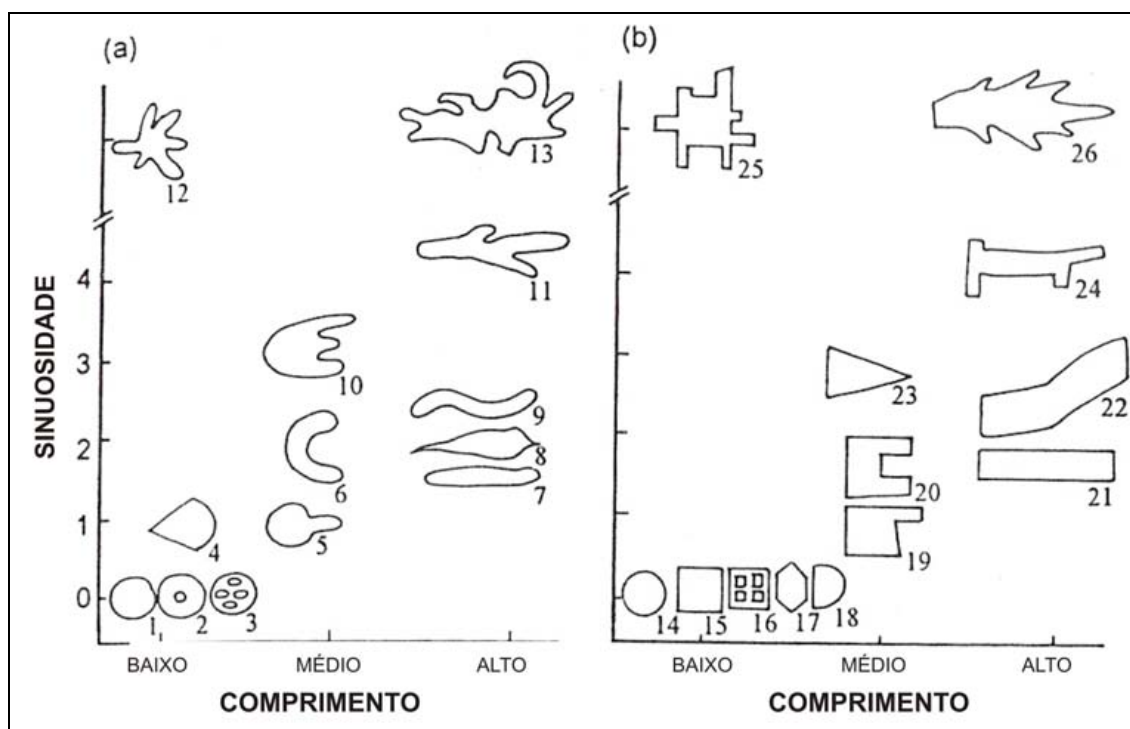 (a)
(b)
SINUOSIDADE
4
3
2
1
0
12
13
11
10
9
8
7
6
5
4
1
2
3
BAIXO
MÉDIO
ALTO
COMPRIMENTO
25
26
24
23
22
21
20
19
14
15
16
17
18
BAIXO
MÉDIO
ALTO
COMPRIMENTO